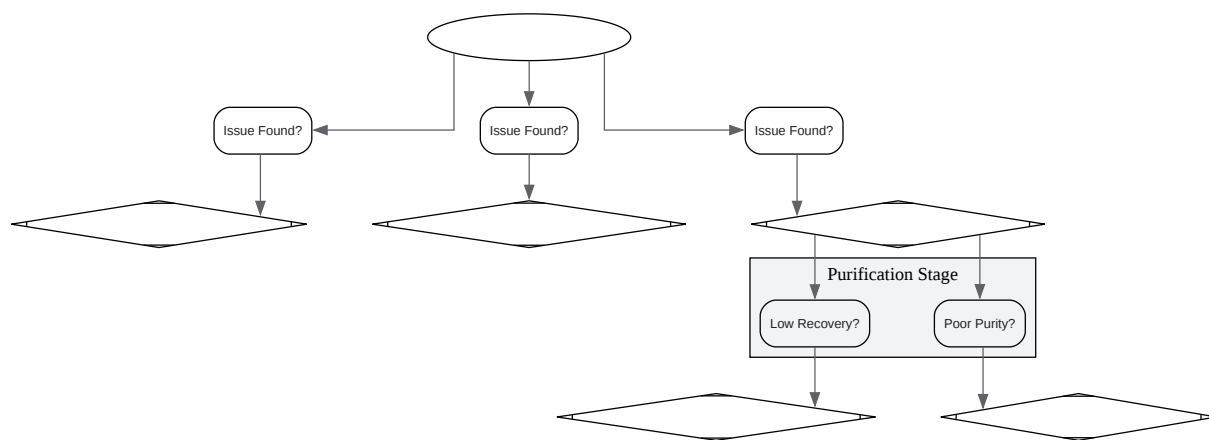 Issue Found?
Issue Found?
Issue Found?
Purification Stage
Low Recovery?
Poor Purity?